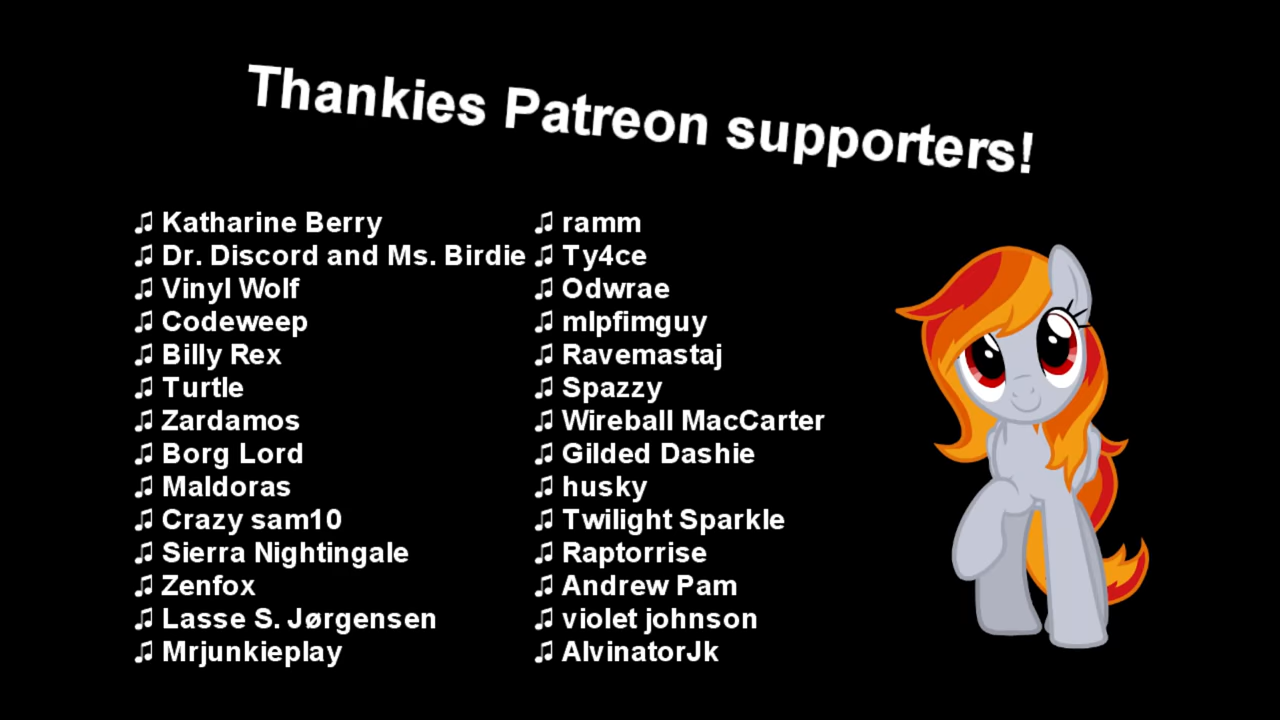 Thankies Patreon supporters!
♫ Katharine Berry
♫ Dr. Discord and Ms. Birdie
♫ Vinyl Wolf
♫ Codeweep
♫ Billy Rex
♫ Turtle
♫ Zardamos
♫ Borg Lord
♫ Maldoras
♫ Crazy sam10
♫ Sierra Nightingale
♫ Zenfox
♫ Lasse S. Jørgensen
♫ Mrjunkieplay
♫ ramm
♫ Ty4ce
♫ Odwrae
♫ mlpfimguy
♫ Ravemastaj
♫ Spazzy
♫ Wireball MacCarter
♫ Gilded Dashie
♫ husky
♫ Twilight Sparkle
♫ Raptorrise
♫ Andrew Pam
♫ violet johnson
♫ AlvinatorJk